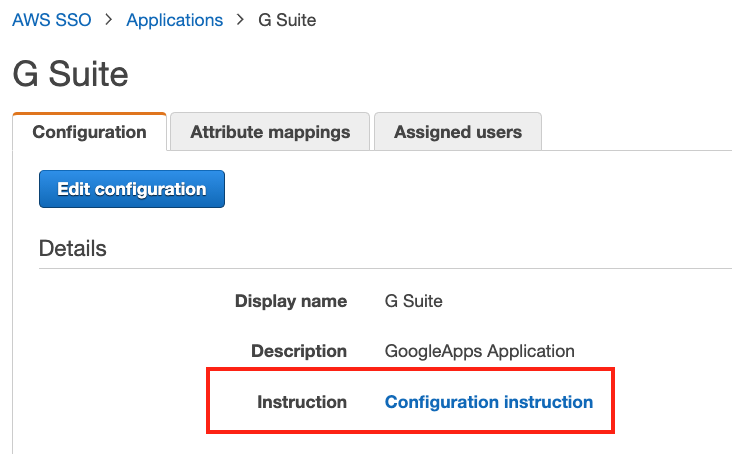 AWS SSO > Applications > G Suite
G Suite
Configuration Attribute mappings Assigned users
Edit configuration
Details
Display name G Suite
Description GoogleApps Application
Instruction Configuration instruction